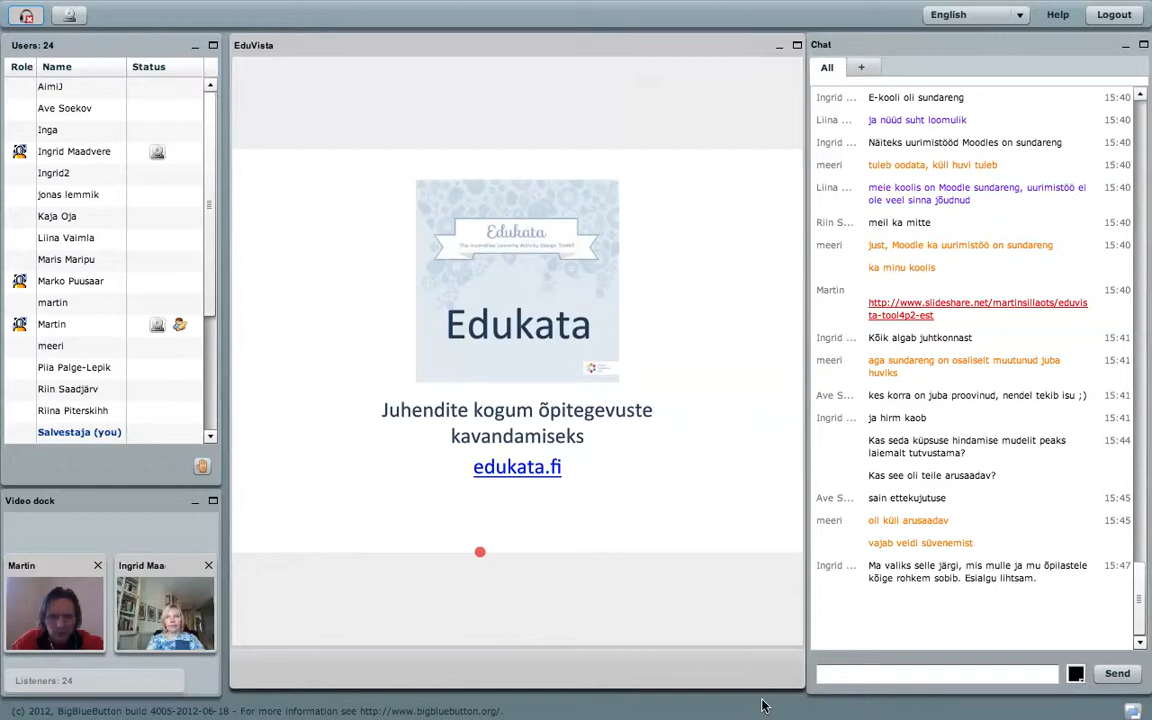 English
Help
Logout
Users: 24
Role Name Status
AimiJ
Ave Soekov
Inga
Ingrid Maadvere
Ingrid2
jonas lemmik
Kaja Oja
Liina Vaimla
Maris Maripu
Marko Puusaar
martin
Martin
meeri
Piia Palge-Lepik
Riin Saadjärv
Riina Piterskihh
Salvestaja (you)
Video dock
Martin
Ingrid Maa
Listeners: 24
EduVista
Edukata
Edukata
Juhendite kogum õpitegevuste
kavandamiseks
edukata.fi
Chat
All +
Ingrid ... E-kooli oli sundareng 15:40
Liina ... ja nüüd suht loomulik 15:40
Ingrid ... Näiteks uurimistööd Moodles on sundareng 15:40
meeri tuleb oodata, küll huvi tuleb 15:40
Liina ... meie koolis on Moodle sundareng, uurimistöö ei 15:40
ole veel sinna jõudnud
Riin S... meil ka mitte 15:40
meeri just, Moodle ka uurimistöö on sundareng 15:40
ka minu koolis
Martin 15:40
http://www.slideshare.net/martinsillaots/eduvis
ta-tool4p2-est
Ingrid ... Kõik algab juhtkonnast 15:41
meeri aga sundareng on osaliselt muutunud juba 15:41
huviks
Ave S... kes korra on juba proovinud, nendel tekib isu ;) 15:41
Ingrid ... ja hirm kaob 15:41
Kas seda küpsuse hindamise mudelit peaks 15:44
laiemalt tutvustama?
Kas see oli teile arusaadav?
Ave S... sain ettekujutuse 15:45
meeri oli küll arusaadav 15:45
vajab veidi süvenemist
Ingrid ... Ma valiks selle järgi, mis mulle ja mu õpilastele 15:47
kõige rohkem sobib. Esialgu lihtsam.
Send
(c) 2012, BigBlueButton build 4005-2012-06-18 - For more information see http://www.bigbluebutton.org/.